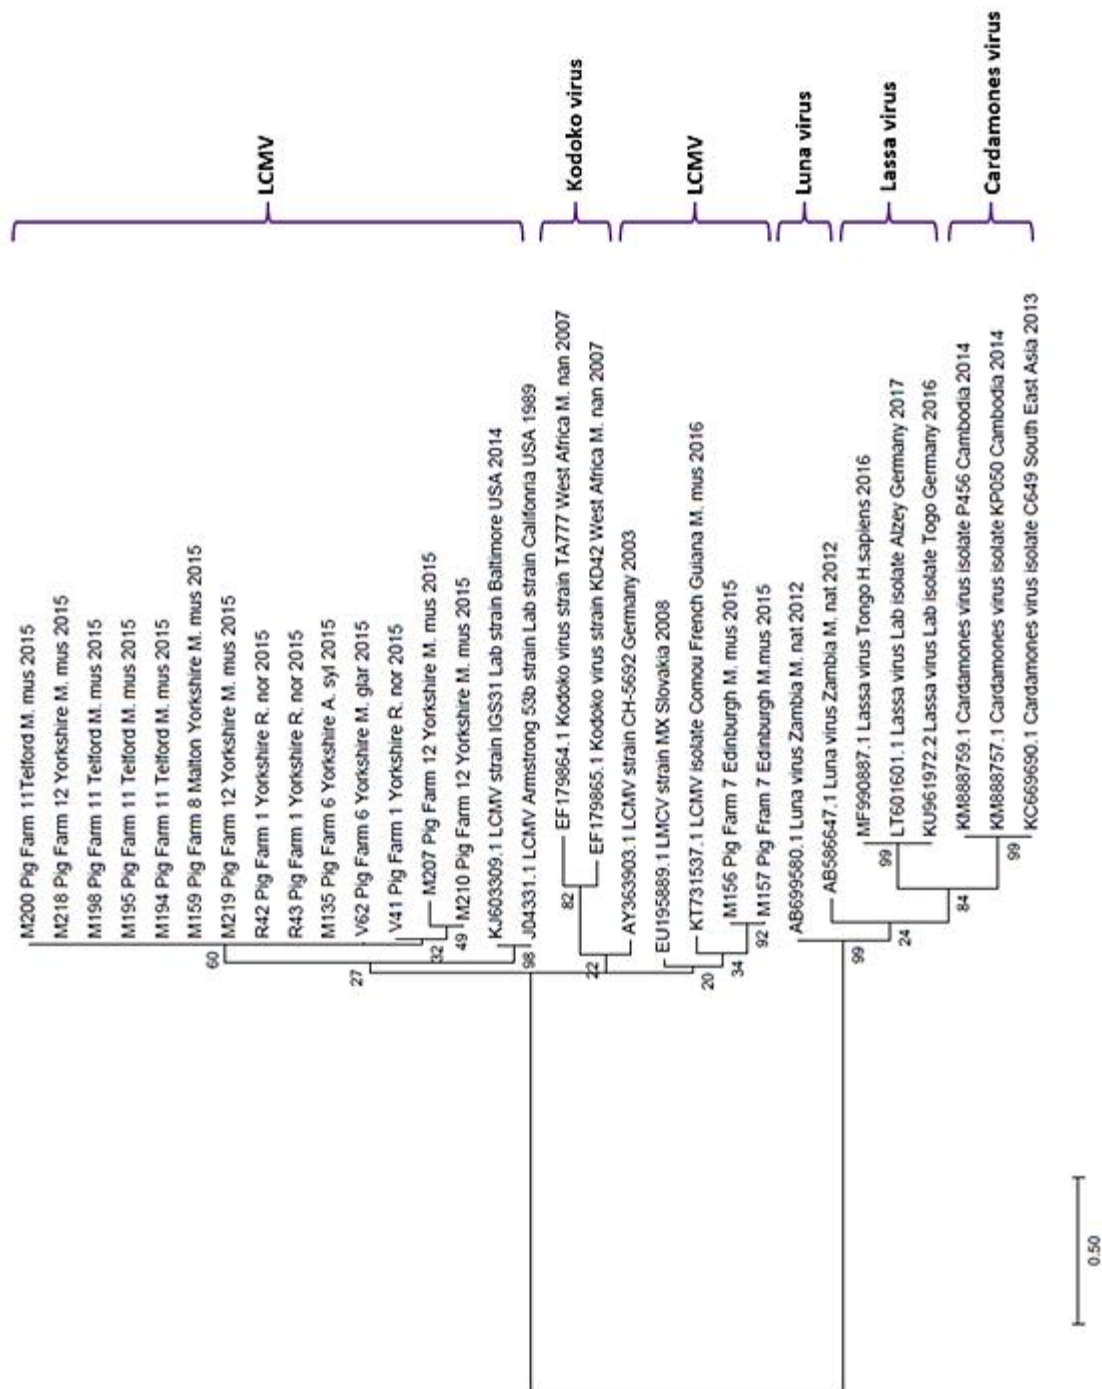 M200 Pig Farm 11Telford M. mus 2015
M218 Pig Farm 12 Yorkshire M. mus 2015
M198 Pig Farm 11 Telford M. mus 2015
M195 Pig Farm 11 Telford M. mus 2015
M194 Pig Farm 11 Telford M. mus 2015
M159 Pig Farm 8 Malton Yorkshire M. mus 2015
M219 Pig Farm 12 Yorkshire M. mus 2015
R42 Pig Farm 1 Yorkshire R. nor 2015
R43 Pig Farm 1 Yorkshire R. nor 2015
M135 Pig Farm 6 Yorkshire A. syl 2015
V62 Pig Farm 6 Yorkshire M. glar 2015
V41 Pig Farm 1 Yorkshire R. nor 2015
M207 Pig Farm 12 Yorkshire M. mus 2015
M210 Pig Farm 12 Yorkshire M. mus 2015
KJ603309.1 LCMV strain IGS31 Lab strain Baltimore USA 2014
J04331.1 LCMV Armstrong 53b strain Lab strain Califonria USA 1989
EF179864.1 Kodoko virus strain TA777 West Africa M. nan 2007
EF179865.1 Kodoko virus strain KD42 West Africa M. nan 2007
AY363903.1 LCMV strain CH-5692 Germany 2003
EU195889.1 LMCV strain MX Slovakia 2008
KT731537.1 LCMV isolate Comou French Guiana M. mus 2016
M156 Pig Farm 7 Edinburgh M. mus 2015
M157 Pig Fram 7 Edinburgh M.mus 2015
AB699580.1 Luna virus Zambia M. nat 2012
AB586647.1 Luna virus Zambia M. nat 2012
MF990887.1 Lassa virus Tongo H.sapiens 2016
LT601601.1 Lassa virus Lab isolate Alzey Germany 2017
KU961972.2 Lassa virus Lab isolate Togo Germany 2016
KM888759.1 Cardamones virus isolate P456 Cambodia 2014
KM888757.1 Cardamones virus isolate KP050 Cambodia 2014
KC669690.1 Cardamones virus isolate C649 South East Asia 2013
LCMV
Kodoko virus
LCMV
Luna virus
Lassa virus
Cardamones virus
60
27
32
49
98
82
22
20
34
92
99
24
99
84
99
0.50